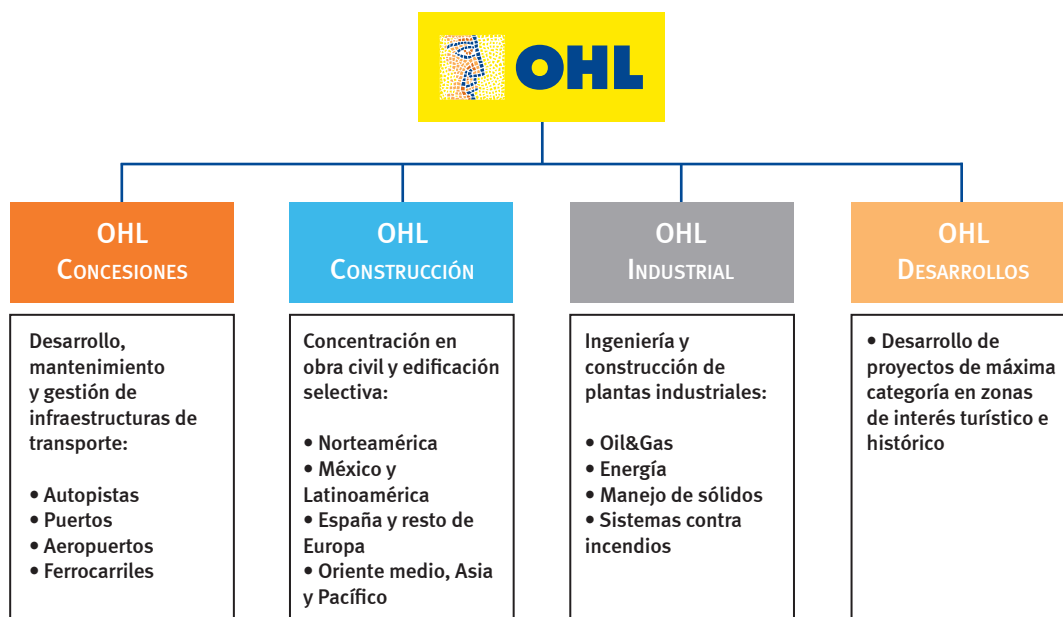 OHL
OHL
CONCESIONES
Desarrollo,
mantenimiento
y gestión de
infraestructuras de
transporte:
• Autopistas
• Puertos
• Aeropuertos
• Ferrocarriles
OHL
CONSTRUCCIÓN
Concentración en
obra civil y edificación
selectiva:
• Norteamérica
• México y
Latinoamérica
• España y resto de
Europa
• Oriente medio, Asia
y Pacífico
OHL
INDUSTRIAL
Ingeniería y
construcción de
plantas industriales:
• Oil&Gas
• Energía
• Manejo de sólidos
• Sistemas contra
incendios
OHL
DESARROLLOS
• Desarrollo de
proyectos de máxima
categoría en zonas
de interés turístico e
histórico